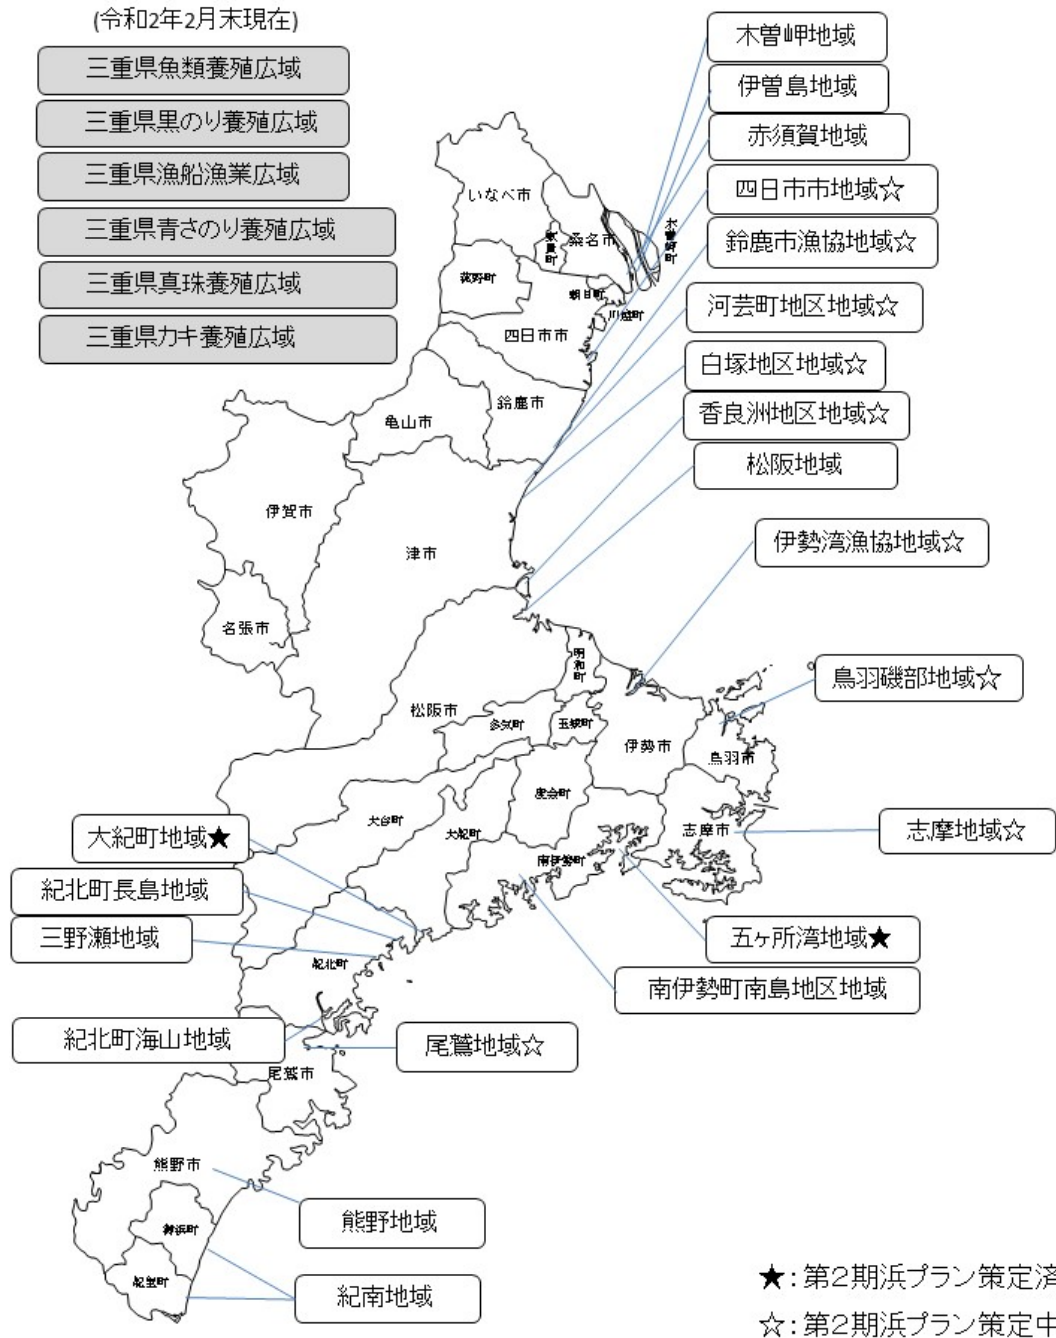 (令和2年2月末現在)
三重県魚類養殖広域
三重県黒のり養殖広域
三重県漁船漁業広域
三重県青さのり養殖広域
三重県真珠養殖広域
三重県カキ養殖広域
木曽岬地域
伊曽島地域
赤須賀地域
四日市市地域☆
鈴鹿市漁協地域☆
河芸町地区地域☆
白塚地区地域☆
香良洲地区地域☆
松阪地域
伊勢湾漁協地域☆
鳥羽磯部地域☆
志摩地域☆
五ヶ所湾地域★
南伊勢町南島地区地域
大紀町地域★
紀北町長島地域
三野瀬地域
紀北町海山地域
尾鷲地域☆
熊野地域
紀南地域
いなべ市
東員町
桑名市
木曽岬町
菰野町
朝日町
川越町
四日市市
鈴鹿市
亀山市
伊賀市
津市
名張市
明和町
松阪市
多気町
玉城町
伊勢市
鳥羽市
度会町
大台町
大紀町
志摩市
南伊勢町
紀北町
尾鷲市
熊野市
御浜町
紀宝町
★:第2期浜プラン策定済
☆:第2期浜プラン策定中